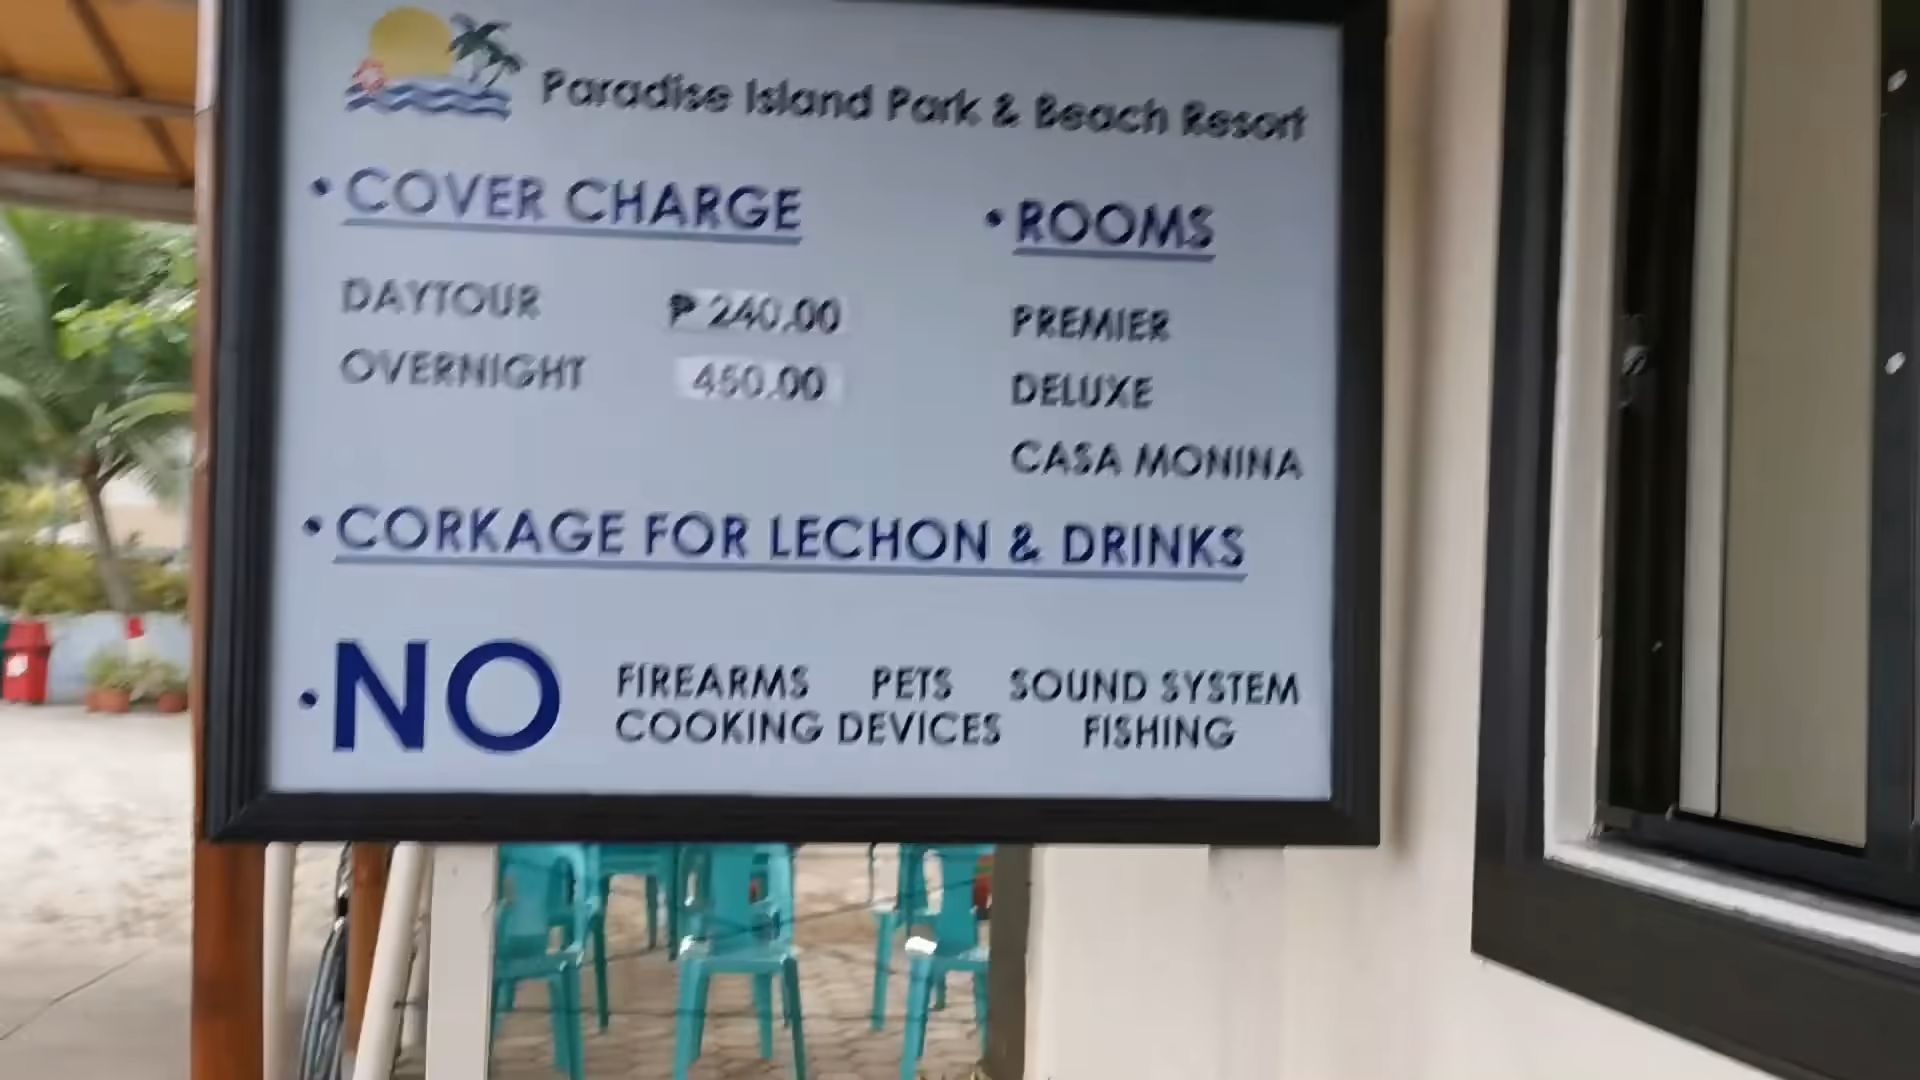 Paradise Island Park & Beach Resort
• COVER CHARGE
DAYTOUR ₱ 240.00
OVERNIGHT 450.00
• ROOMS
PREMIER
DELUXE
CASA MONINA
• CORKAGE FOR LECHON & DRINKS
• NO
FIREARMS PETS SOUND SYSTEM
COOKING DEVICES FISHING